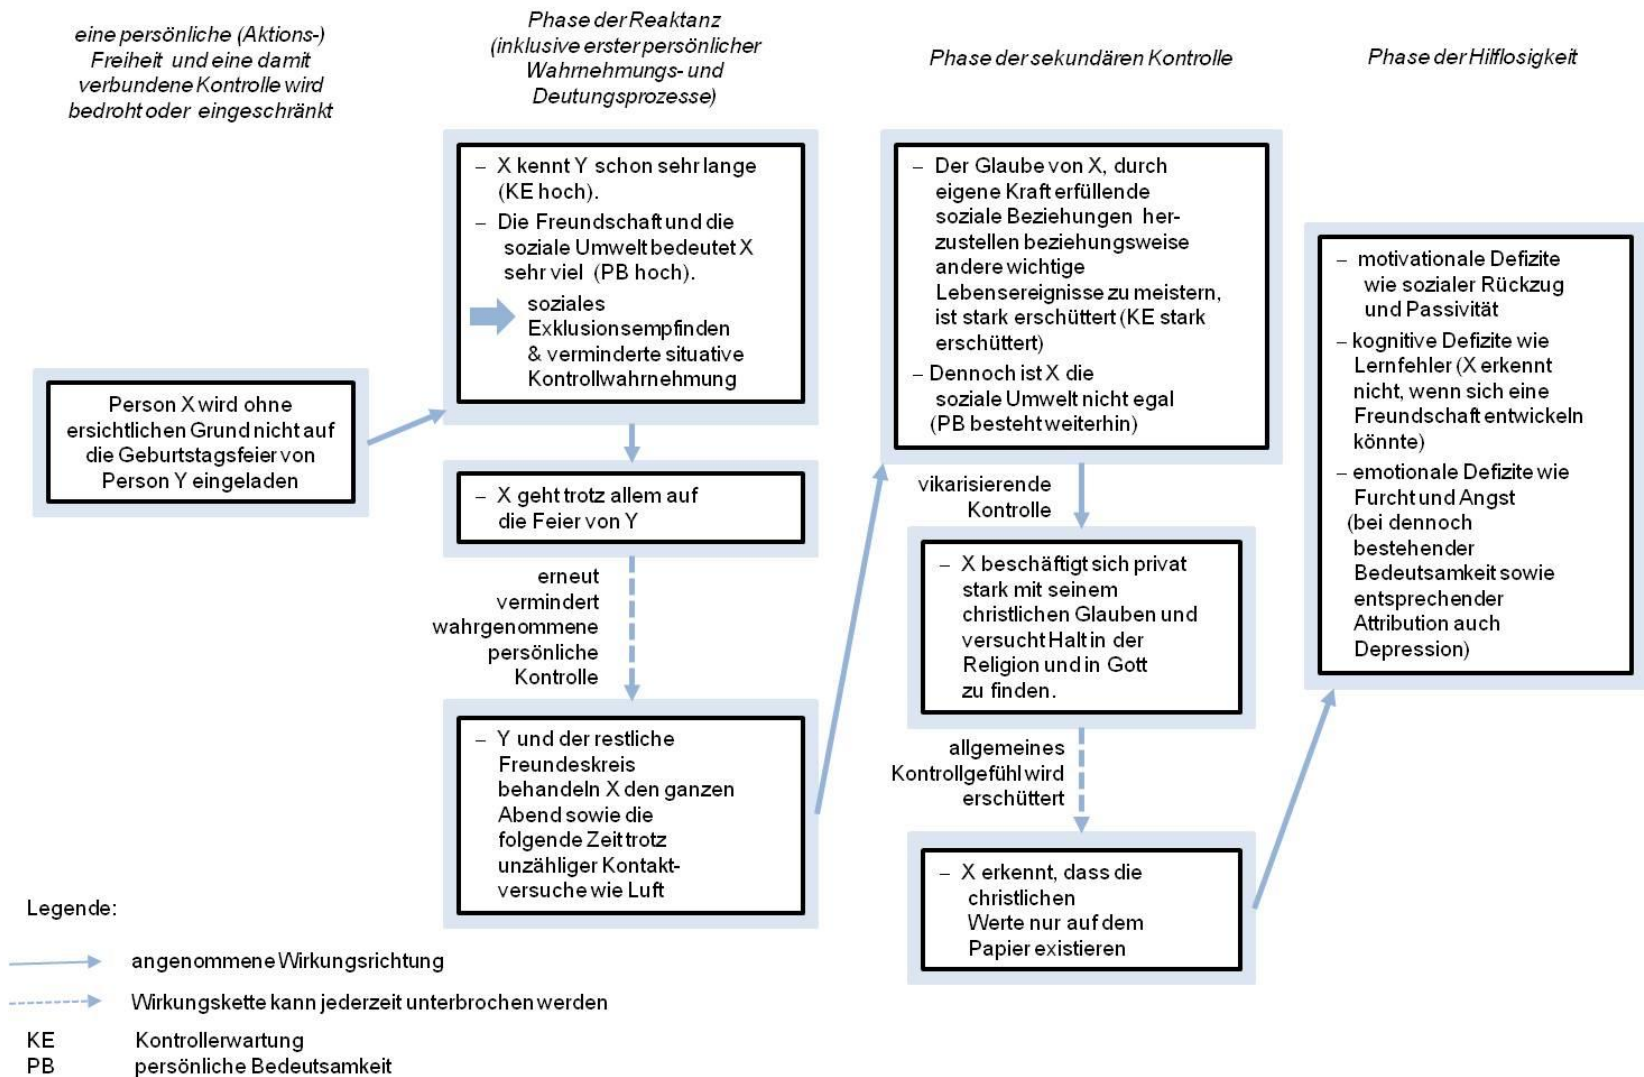 eine persönliche (Aktions-)
Freiheit und eine damit
verbundene Kontrolle wird
bedroht oder eingeschränkt
Person X wird ohne
ersichtlichen Grund nicht auf
die Geburtstagsfeier von
Person Y eingeladen
Phase der Reaktanz
(inklusive erster persönlicher
Wahrnehmungs- und
Deutungsprozesse)
– X kennt Y schon sehr lange
(KE hoch).
– Die Freundschaft und die
soziale Umwelt bedeutet X
sehr viel (PB hoch).
soziales
Exklusionsempfinden
& verminderte situative
Kontrollwahrnehmung
– X geht trotz allem auf
die Feier von Y
erneut
vermindert
wahrgenommene
persönliche
Kontrolle
– Y und der restliche
Freundeskreis
behandeln X den ganzen
Abend sowie die
folgende Zeit trotz
unzähliger Kontakt-
versuche wie Luft
Phase der sekundären Kontrolle
– Der Glaube von X, durch
eigene Kraft erfüllende
soziale Beziehungen her-
zustellen beziehungsweise
andere wichtige
Lebensereignisse zu meistern,
ist stark erschüttert (KE stark
erschüttert)
– Dennoch ist X die
soziale Umwelt nicht egal
(PB besteht weiterhin)
vikarisierende
Kontrolle
– X beschäftigt sich privat
stark mit seinem
christlichen Glauben und
versucht Halt in der
Religion und in Gott
zu finden.
allgemeines
Kontrollgefühl wird
erschüttert
– X erkennt, dass die
christlichen
Werte nur auf dem
Papier existieren
Phase der Hilflosigkeit
– motivationale Defizite
wie sozialer Rückzug
und Passivität
– kognitive Defizite wie
Lernfehler (X erkennt
nicht, wenn sich eine
Freundschaft entwickeln
könnte)
– emotionale Defizite wie
Furcht und Angst
(bei dennoch
bestehender
Bedeutsamkeit sowie
entsprechender
Attribution auch
Depression)
Legende:
angenommene Wirkungsrichtung
Wirkungskette kann jederzeit unterbrochen werden
KE Kontrollerwartung
PB persönliche Bedeutsamkeit